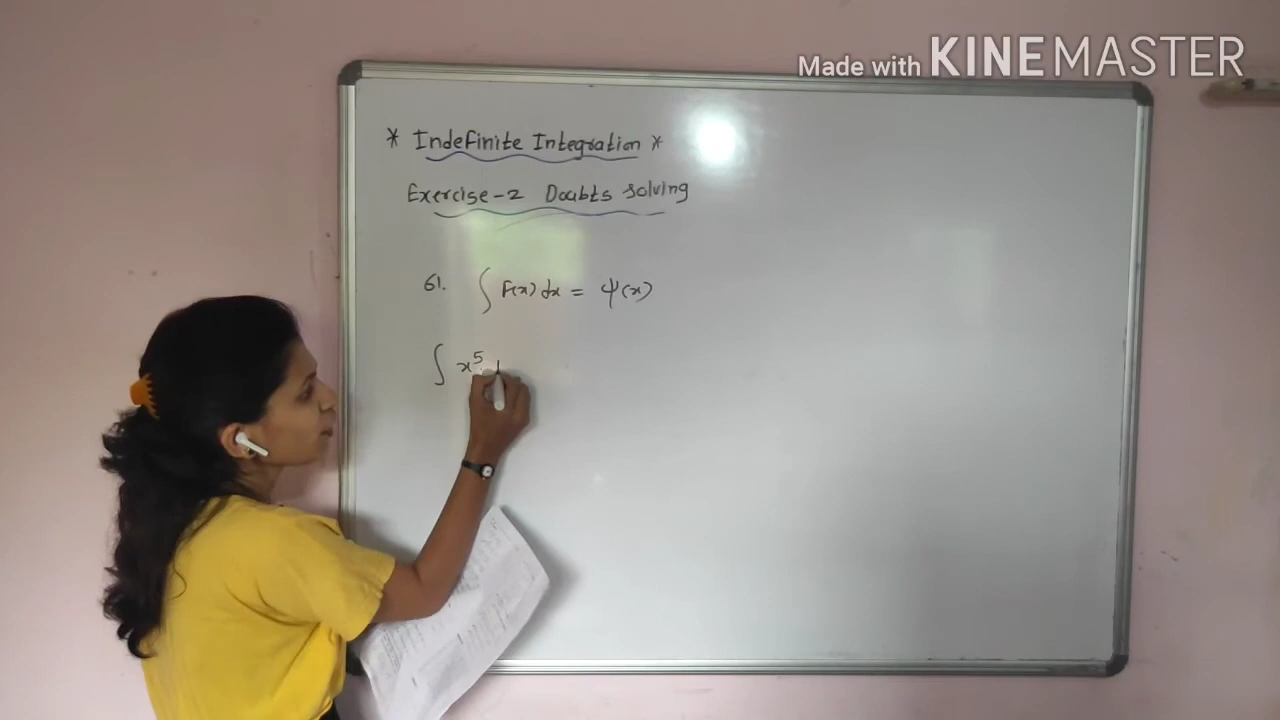 Made with KINEMASTER
* Indefinite Integration *
Exercise-2 Doubts Solving
61. ∫ f(x) dx = ψ(x)
∫ x⁵